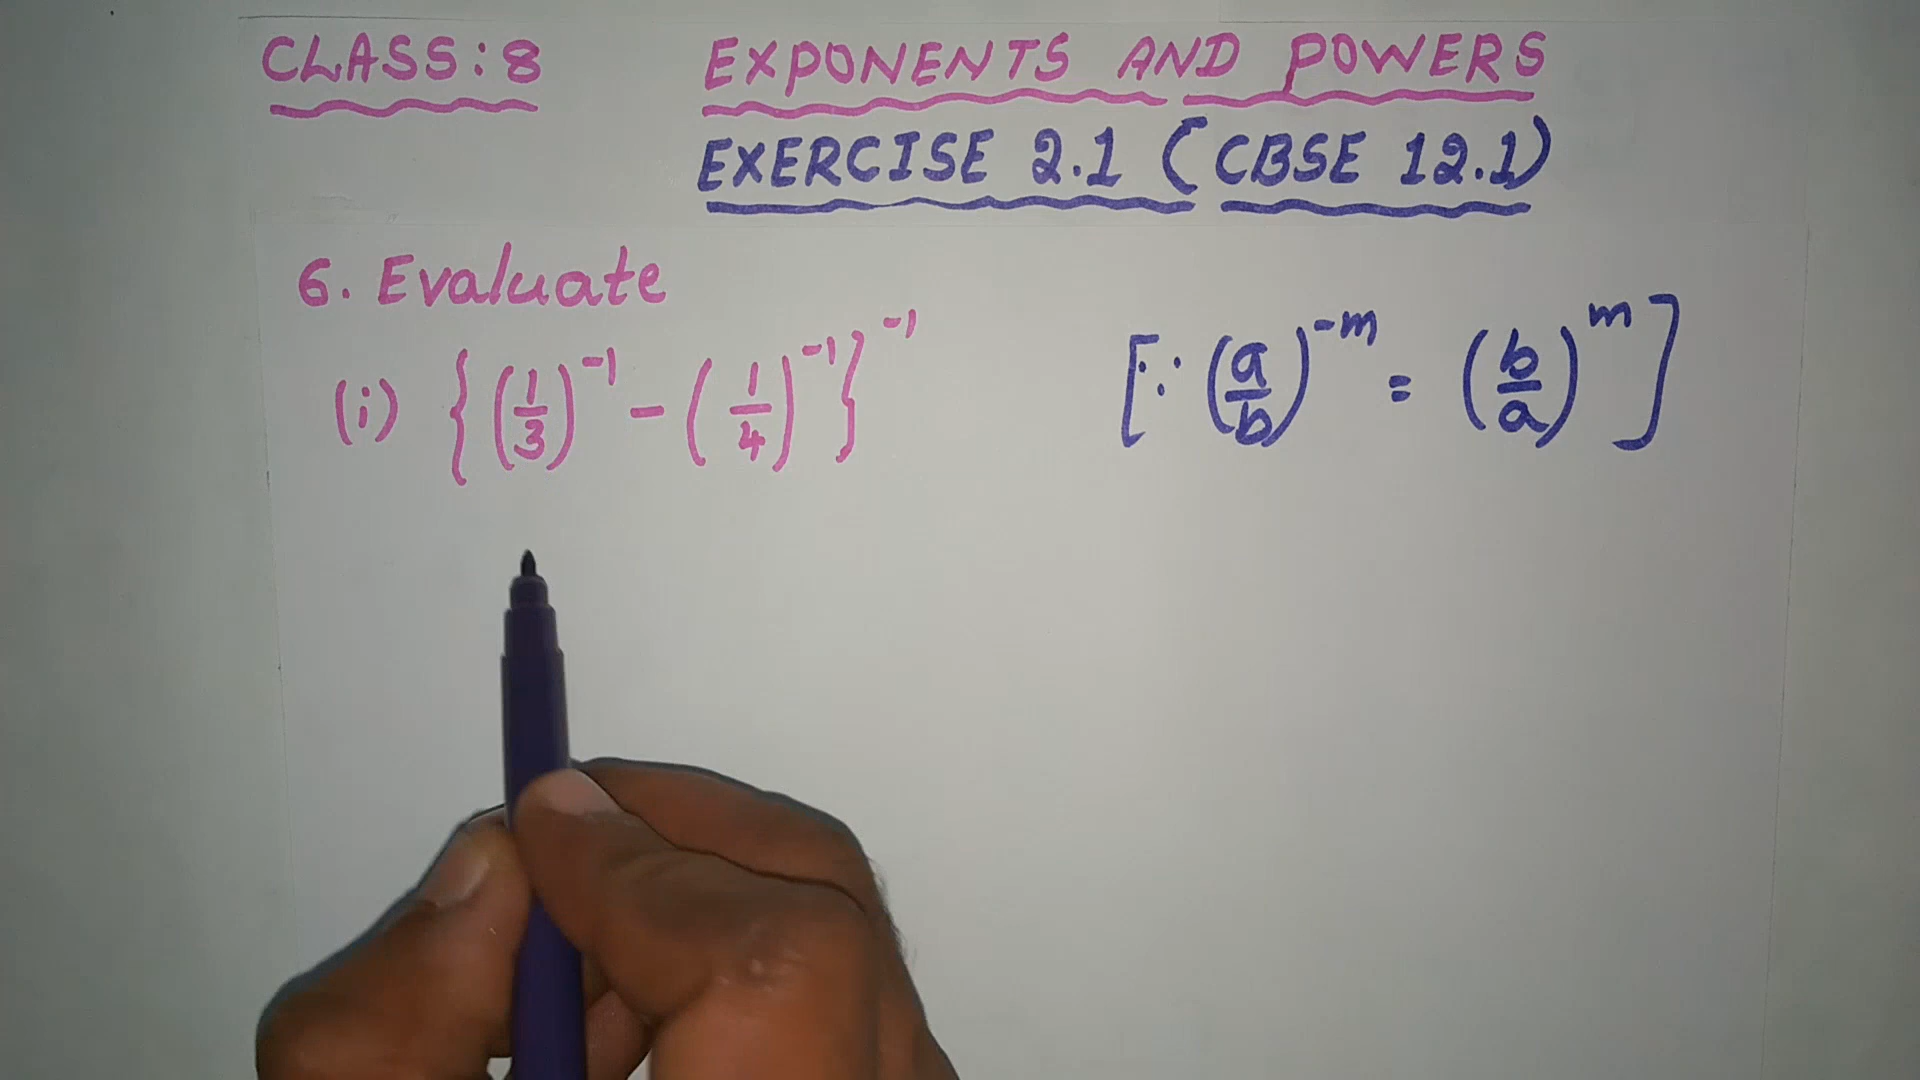 CLASS: 8 EXPONENTS AND POWERS
EXERCISE 2.1 (CBSE 12.1)
6. Evaluate
(i) {(1/3)^-1 - (1/4)^-1}^-1 [∵ (a/b)^-m = (b/a)^m]